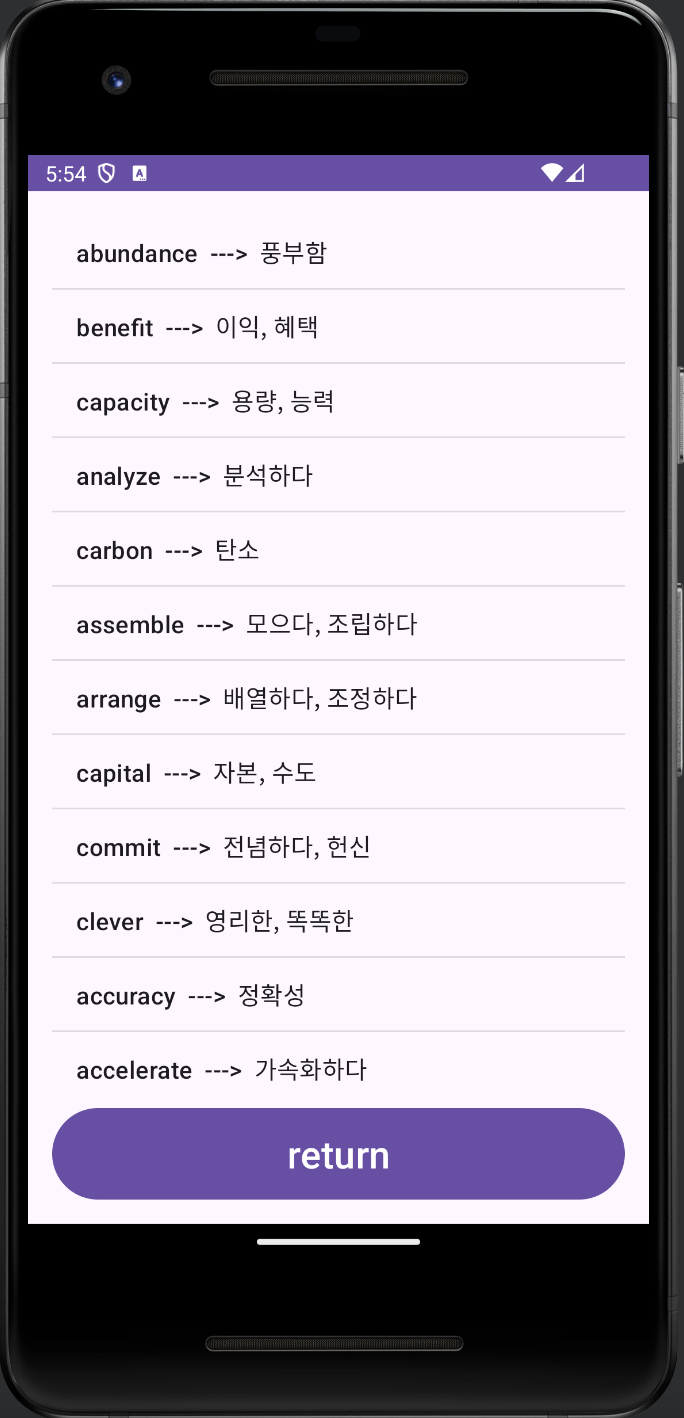 5:54
abundance ---> 풍부함
benefit ---> 이익, 혜택
capacity ---> 용량, 능력
analyze ---> 분석하다
carbon ---> 탄소
assemble ---> 모으다, 조립하다
arrange ---> 배열하다, 조정하다
capital ---> 자본, 수도
commit ---> 전념하다, 헌신
clever ---> 영리한, 똑똑한
accuracy ---> 정확성
accelerate ---> 가속화하다
return